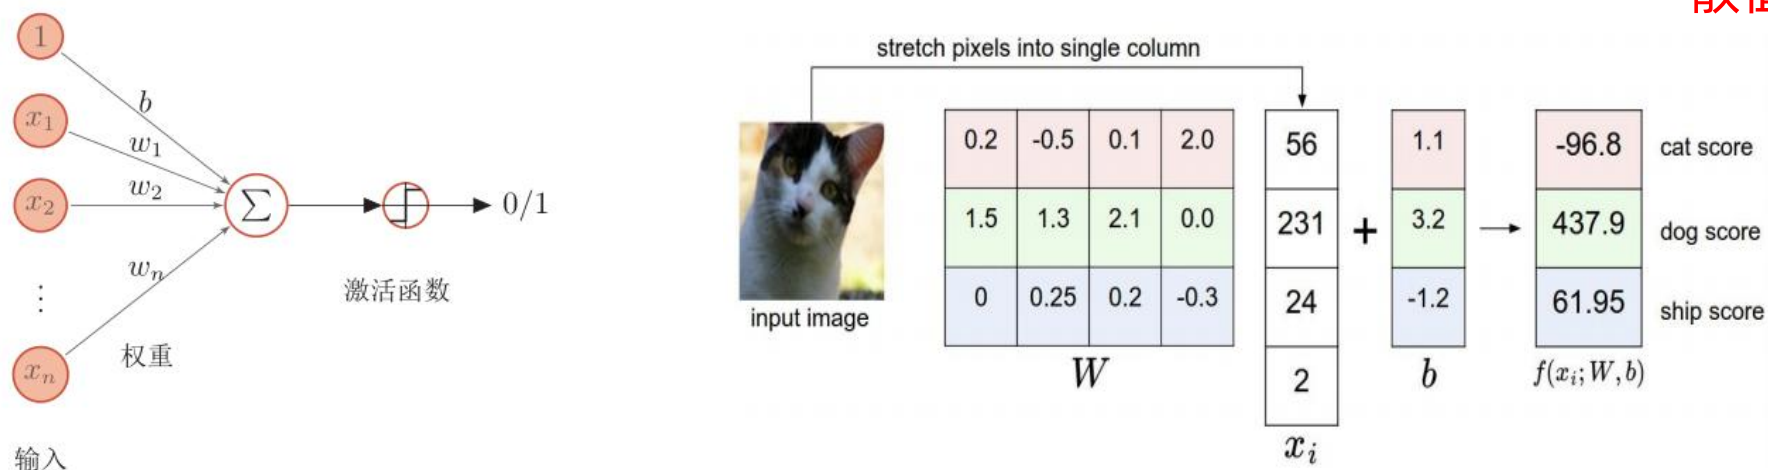 1
x₁
x₂
⋮
xₙ
b
w₁
w₂
wₙ
∑
0/1
激活函数
权重
输入
stretch pixels into single column
input image
0.2 -0.5 0.1 2.0
1.5 1.3 2.1 0.0
0 0.25 0.2 -0.3
W
56
231
24
2
xᵢ
+
1.1
3.2
-1.2
b
-96.8 cat score
437.9 dog score
61.95 ship score
f(xᵢ; W, b)